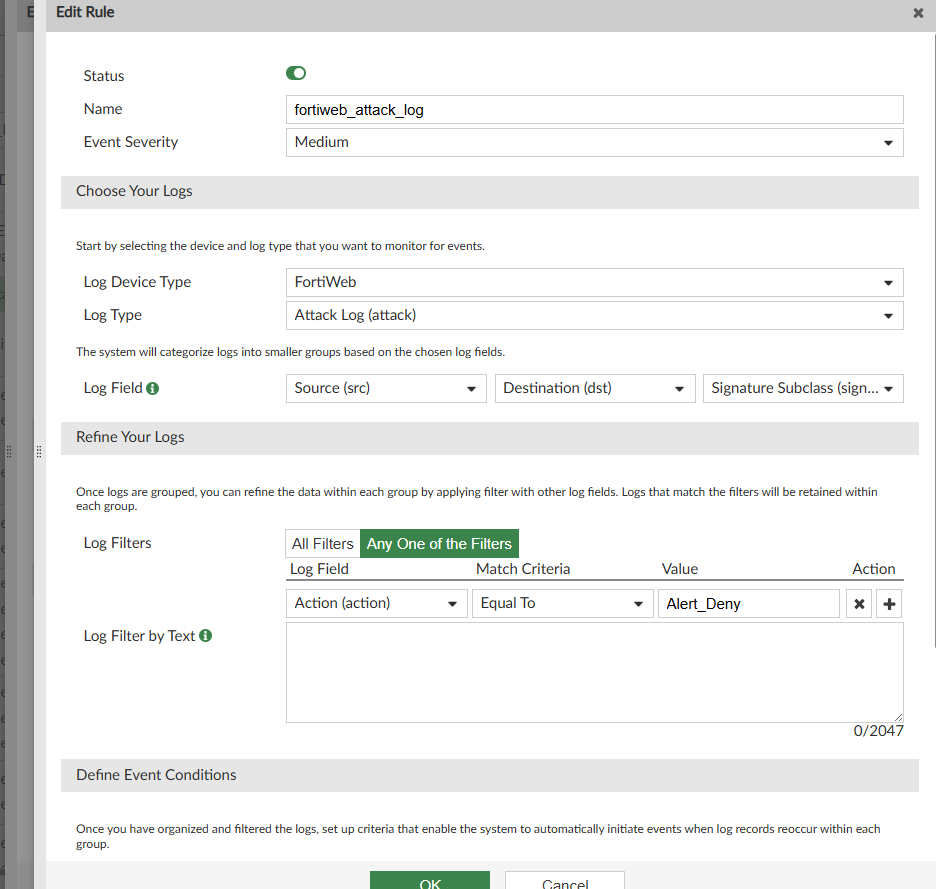 Edit Rule
Status
Name fortiweb_attack_log
Event Severity Medium
Choose Your Logs
Start by selecting the device and log type that you want to monitor for events.
Log Device Type FortiWeb
Log Type Attack Log (attack)
The system will categorize logs into smaller groups based on the chosen log fields.
Log Field Source (src) Destination (dst) Signature Subclass (sign...
Refine Your Logs
Once logs are grouped, you can refine the data within each group by applying filter with other log fields. Logs that match the filters will be retained within
each group.
Log Filters All Filters Any One of the Filters
Log Field Match Criteria Value Action
Action (action) Equal To Alert_Deny
Log Filter by Text
0/2047
Define Event Conditions
Once you have organized and filtered the logs, set up criteria that enable the system to automatically initiate events when log records reoccur within each
group.
OK Cancel